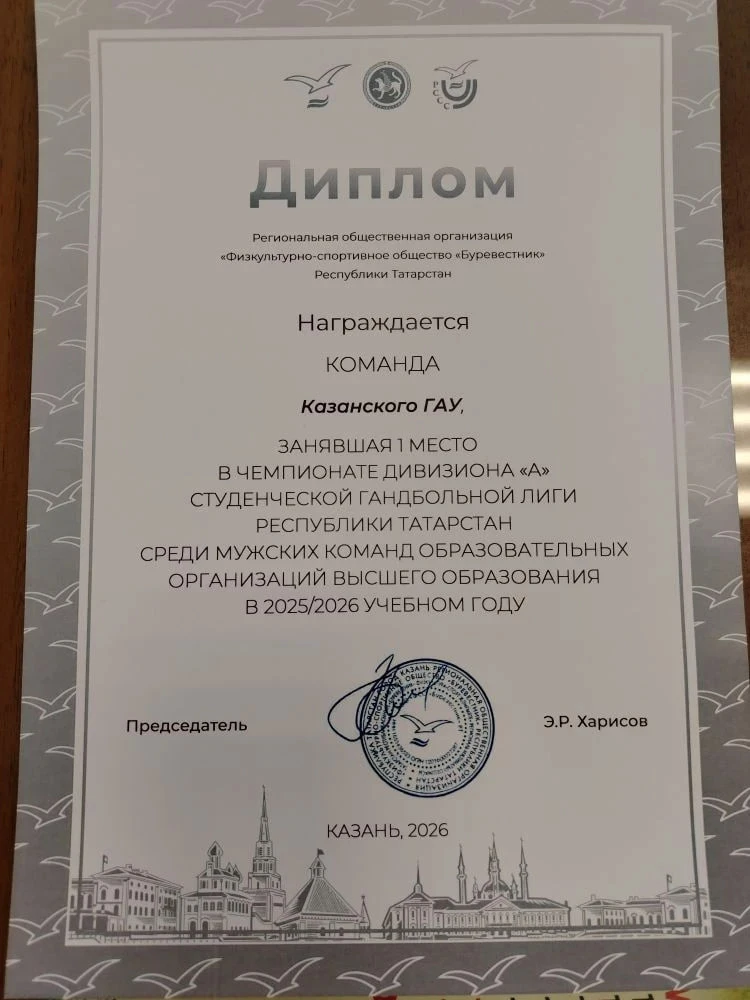 РССС
Диплом
Региональная общественная организация
«Физкультурно-спортивное общество «Буревестник»
Республики Татарстан
Награждается
КОМАНДА
Казанского ГАУ,
ЗАНЯВШАЯ 1 МЕСТО
В ЧЕМПИОНАТЕ ДИВИЗИОНА «А»
СТУДЕНЧЕСКОЙ ГАНДБОЛЬНОЙ ЛИГИ
РЕСПУБЛИКИ ТАТАРСТАН
СРЕДИ МУЖСКИХ КОМАНД ОБРАЗОВАТЕЛЬНЫХ
ОРГАНИЗАЦИЙ ВЫСШЕГО ОБРАЗОВАНИЯ
В 2025/2026 УЧЕБНОМ ГОДУ
Председатель
Э.Р. Харисов
КАЗАНЬ, 2026